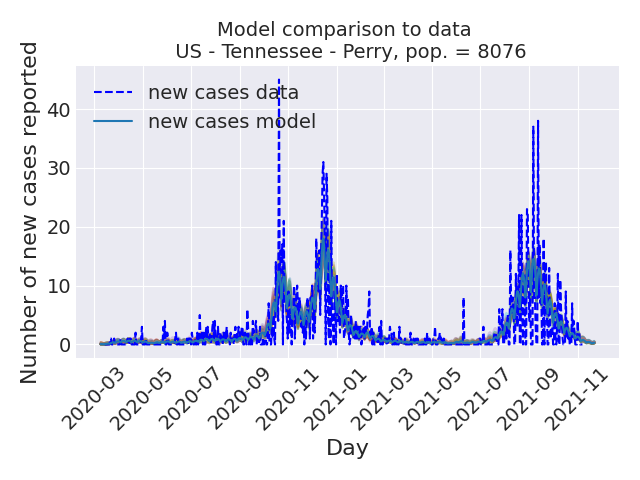 Model comparison to data
US - Tennessee - Perry, pop. = 8076
new cases data
new cases model
Number of new cases reported
40
30
20
10
0
2020-03
2020-05
2020-07
2020-09
2020-11
2021-01
2021-03
2021-05
2021-07
2021-09
2021-11
Day